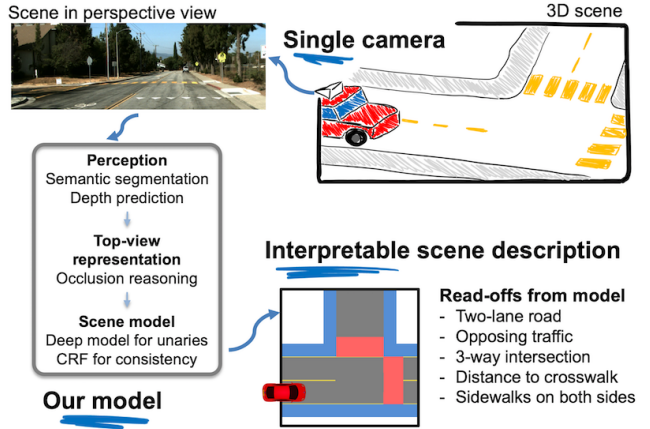 Scene in perspective view
Single camera
3D scene
Perception
Semantic segmentation
Depth prediction
Top-view
representation
Occlusion reasoning
Scene model
Deep model for unaries
CRF for consistency
Our model
Interpretable scene description
Read-offs from model
- Two-lane road
- Opposing traffic
- 3-way intersection
- Distance to crosswalk
- Sidewalks on both sides